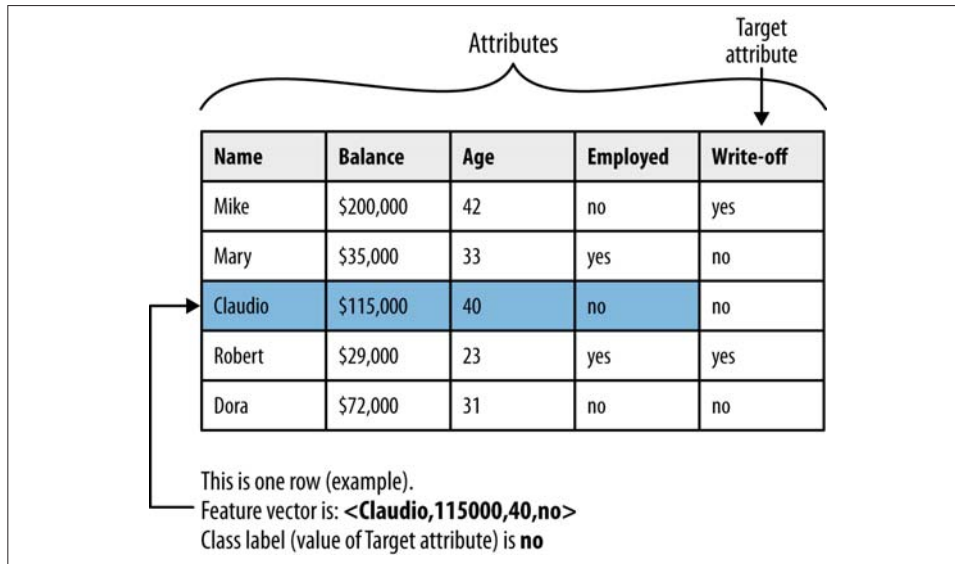 Attributes
Target
attribute
Name Balance Age Employed Write-off
Mike $200,000 42 no yes
Mary $35,000 33 yes no
Claudio $115,000 40 no no
Robert $29,000 23 yes yes
Dora $72,000 31 no no
This is one row (example).
Feature vector is: <Claudio,115000,40,no>
Class label (value of Target attribute) is no